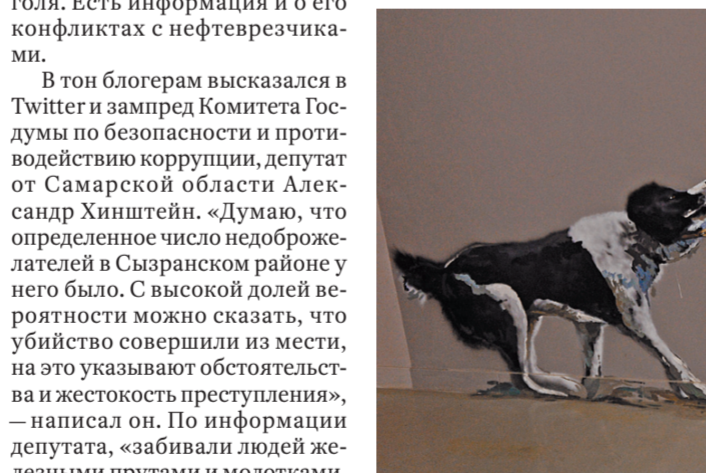 голя. Есть информация и о его
конфликтах с нефтеврезчика-
ми.
В тон блогерам высказался в
Twitter и зампред Комитета Гос-
думы по безопасности и проти-
водействию коррупции, депутат
от Самарской области Алек-
сандр Хинштейн. «Думаю, что
определенное число недоброже-
лателей в Сызранском районе у
него было. С высокой долей ве-
роятности можно сказать, что
убийство совершили из мести,
на это указывают обстоятельст-
ва и жестокость преступления»,
— написал он. По информации
депутата, «забивали людей же-
лезными прутами и молотками